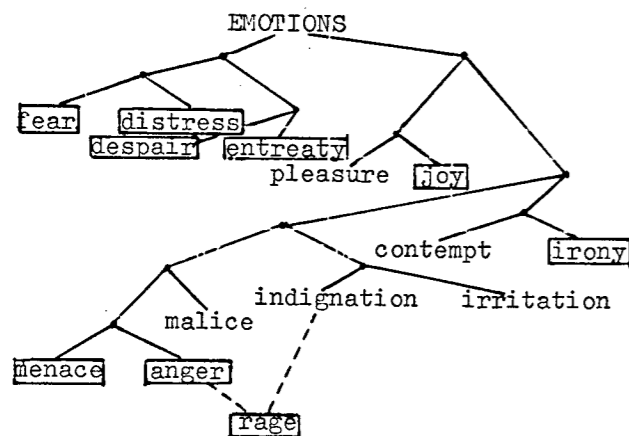 EMOTIONS
fear distress
despair entreaty
pleasure joy
contempt irony
indignation irritation
malice
menace anger
rage